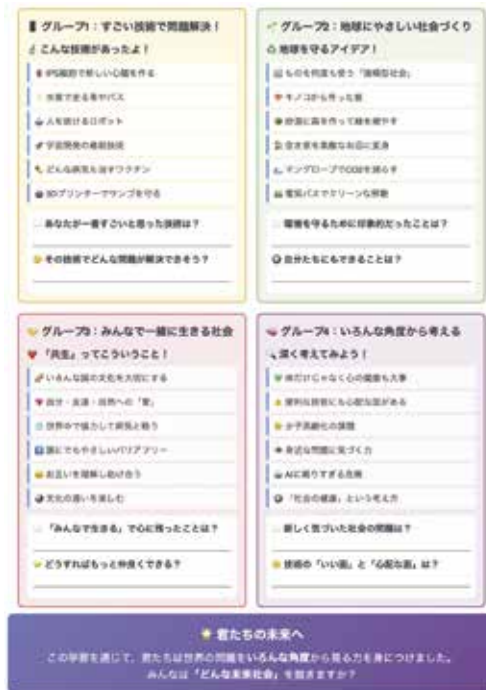 グループ1：すごい技術で問題解決！
こんな技術があったよ！
iPS細胞で新しい心臓を作る
水素で走る車やバス
人を助けるロボット
宇宙開発の最新技術
どんな病気も治すワクチン
3Dプリンターでサンゴを守る
あなたが一番すごいと思った技術は？
その技術でどんな問題が解決できそう？
グループ2：地球にやさしい社会づくり
地球を守るアイデア！
ものを何度も使う「循環型社会」
キノコから作った服
砂漠に森を作って緑を増やす
空き家を素敵なお店に変身
マングローブでCO2を減らす
電気バスでクリーンな移動
環境を守るために印象的だったことは？
自分たちにもできることは？
グループ3：みんなで一緒に生きる社会
「共生」ってこういうこと！
いろんな国の文化を大切にする
自分・友達・自然への「愛」
世界中で協力して病気と戦う
誰にでもやさしいバリアフリー
お互いを理解し助け合う
文化の違いを楽しむ
「みんなで生きる」で心に残ったことは？
どうすればもっと仲良くできる？
グループ4：いろんな角度から考える
深く考えてみよう！
体だけじゃなく心の健康も大事
便利な技術にも心配な面がある
少子高齢化の課題
身近な問題に気づく力
AIに頼りすぎる危険
「社会の健康」という考え方
新しく気づいた社会の問題は？
技術の「いい面」と「心配な面」は？
君たちの未来へ
この学習を通じて、君たちは世界の問題をいろんな角度から見る力を身につけました。
みんなは「どんな未来社会」を描きますか？